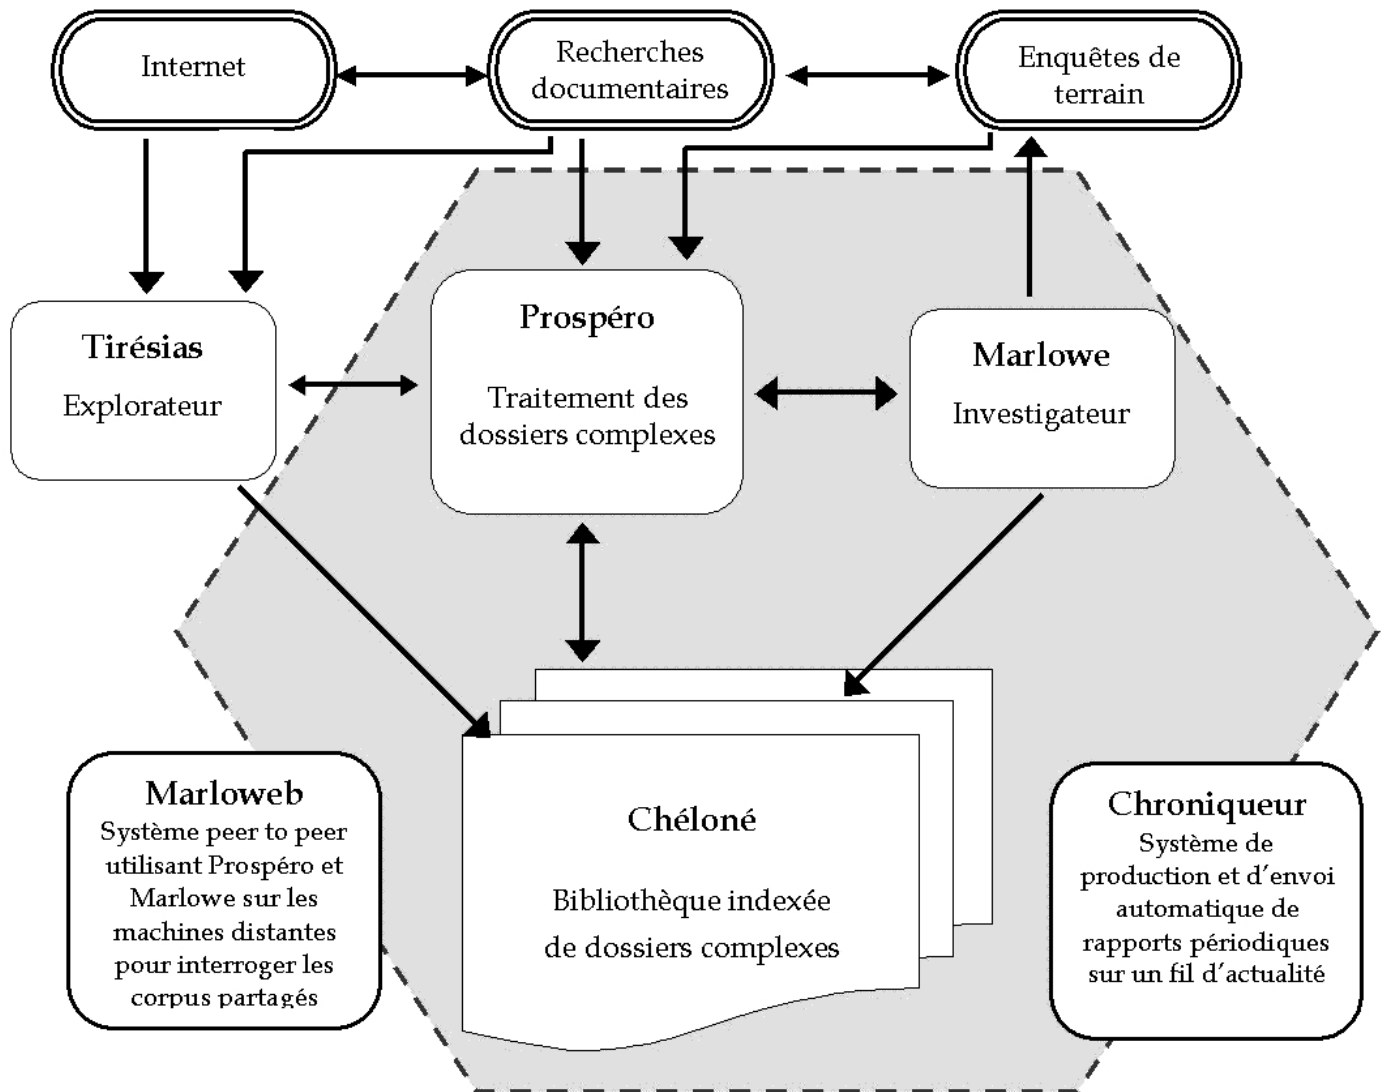 Internet
Recherches
documentaires
Enquêtes de
terrain
Tirésias
Explorateur
Prospéro
Traitement des
dossiers complexes
Marlowe
Investigateur
Marloweb
Système peer to peer
utilisant Prospéro et
Marlowe sur les
machines distantes
pour interroger les
corpus partagés
Chéloné
Bibliothèque indexée
de dossiers complexes
Chroniqueur
Système de
production et d’envoi
automatique de
rapports périodiques
sur un fil d’actualité